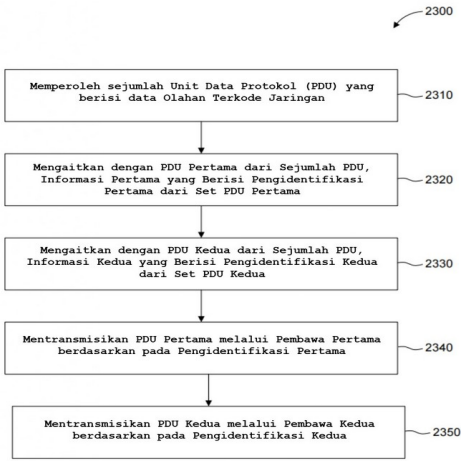 2300
Memperoleh sejumlah Unit Data Protokol (PDU) yang
berisi data Olahan Terkode Jaringan
2310
Mengaitkan dengan PDU Pertama dari Sejumlah PDU,
Informasi Pertama yang Berisi Pengidentifikasi
Pertama dari Set PDU Pertama
2320
Mengaitkan dengan PDU Kedua dari Sejumlah PDU,
Informasi Kedua yang Berisi Pengidentifikasi Kedua
dari Set PDU Kedua
2330
Mentransmisikan PDU Pertama melalui Pembawa Pertama
berdasarkan pada Pengidentifikasi Pertama
2340
Mentransmisikan PDU Kedua melalui Pembawa Kedua
berdasarkan pada Pengidentifikasi Kedua
2350